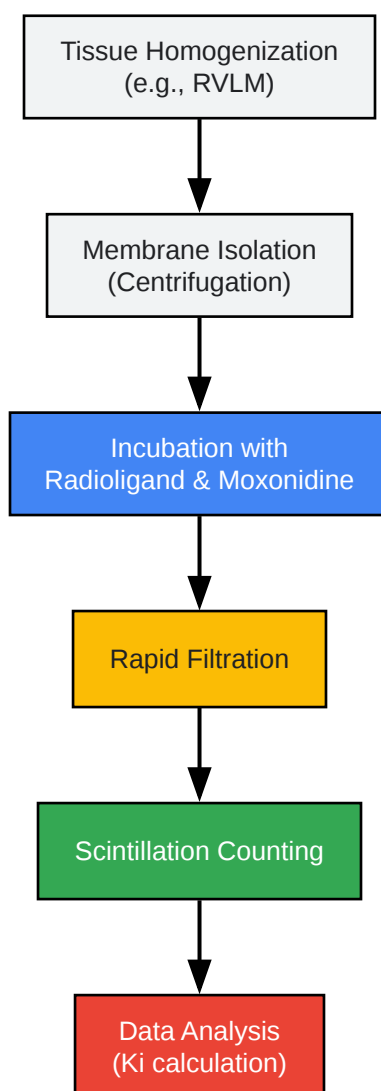 Tissue Homogenization
(e.g., RVLM)
Membrane Isolation
(Centrifugation)
Incubation with
Radioligand & Moxonidine
Rapid Filtration
Scintillation Counting
Data Analysis
(Ki calculation)